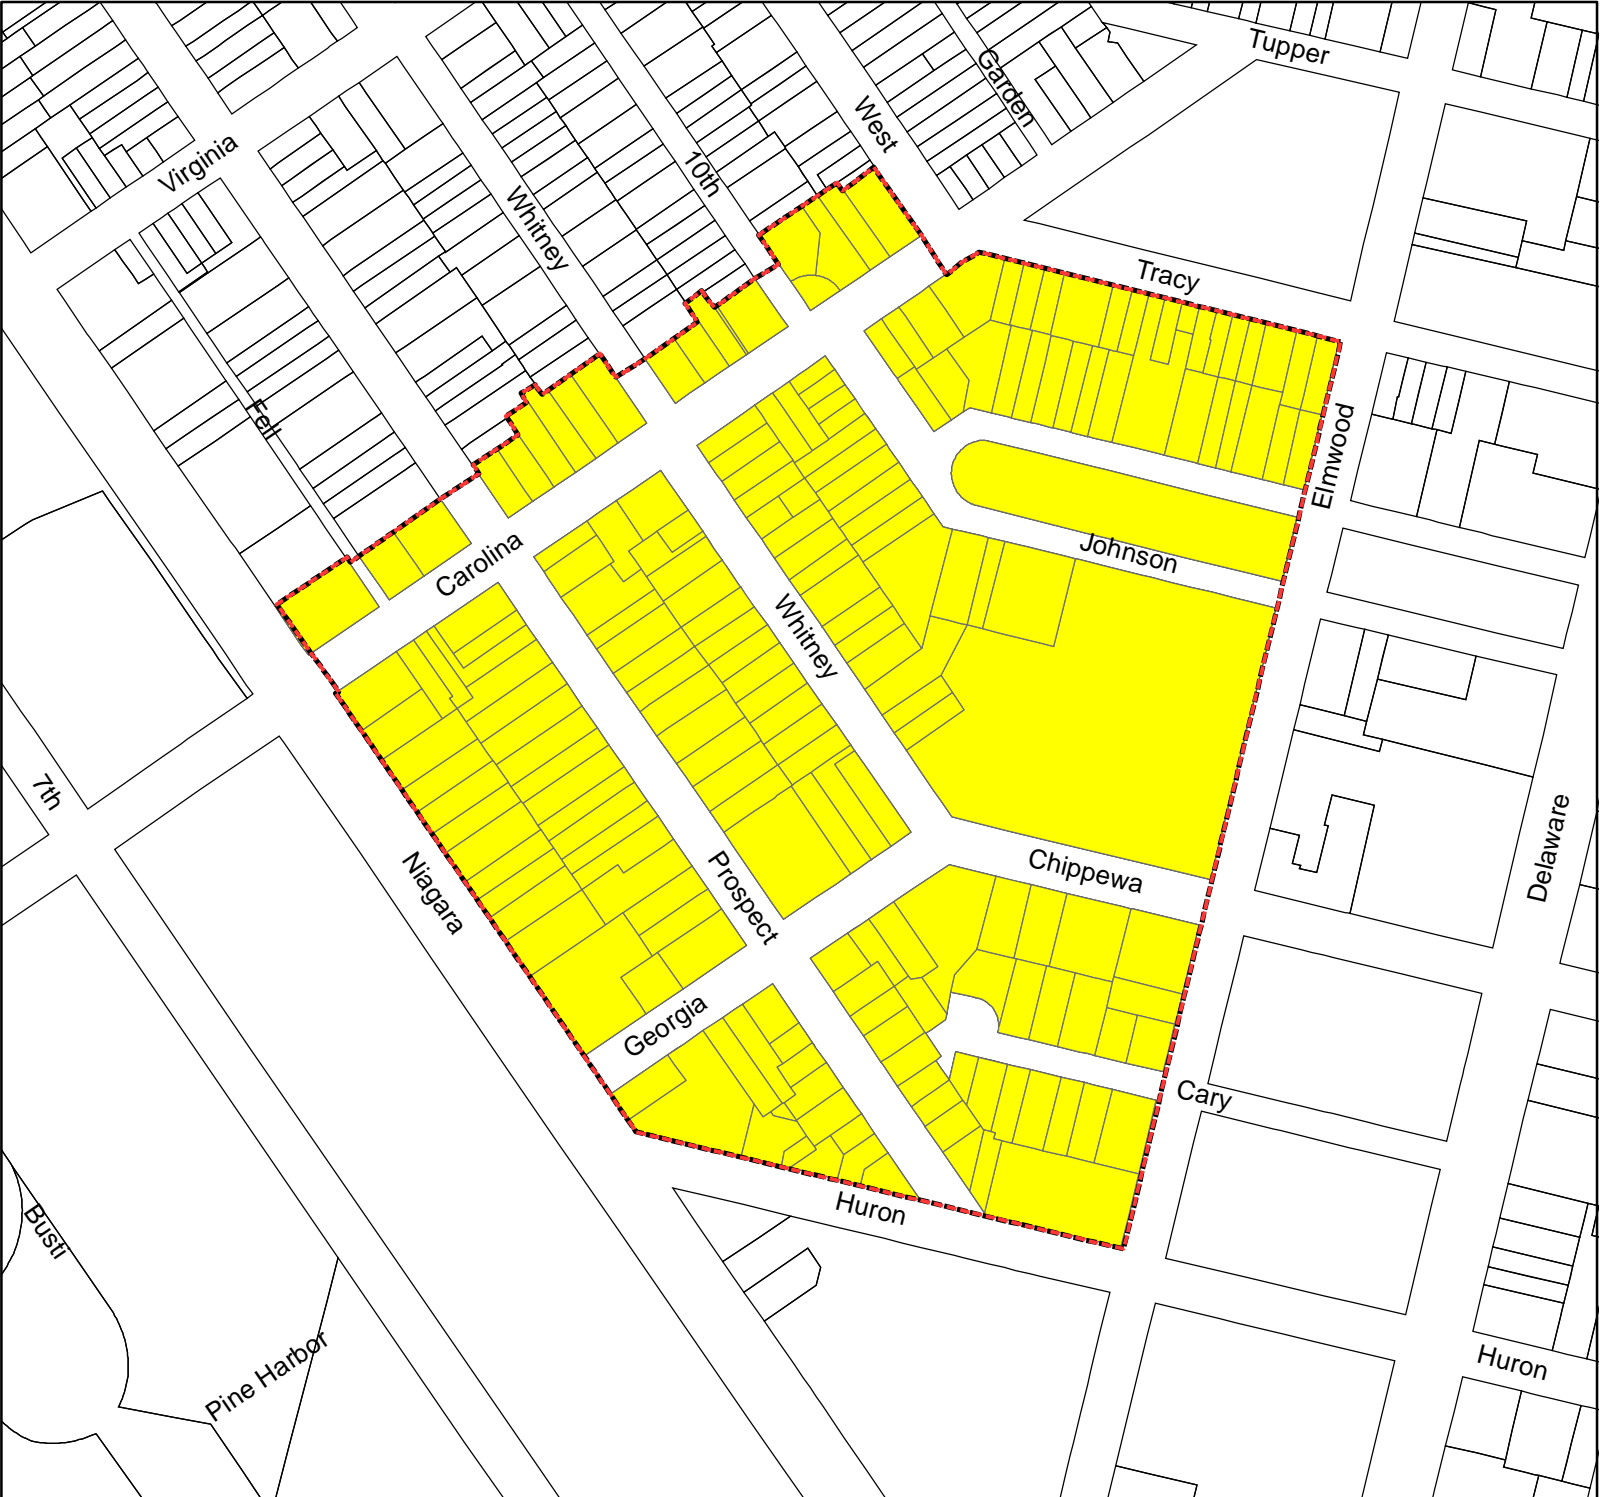 Tupper
Garden
West
Virginia
10th
Whitney
Tracy
Fell
Elmwood
Carolina
Johnson
Whitney
7th
Delaware
Chippewa
Niagara
Prospect
Georgia
Cary
Huron
Busti
Pine Harbor
Huron